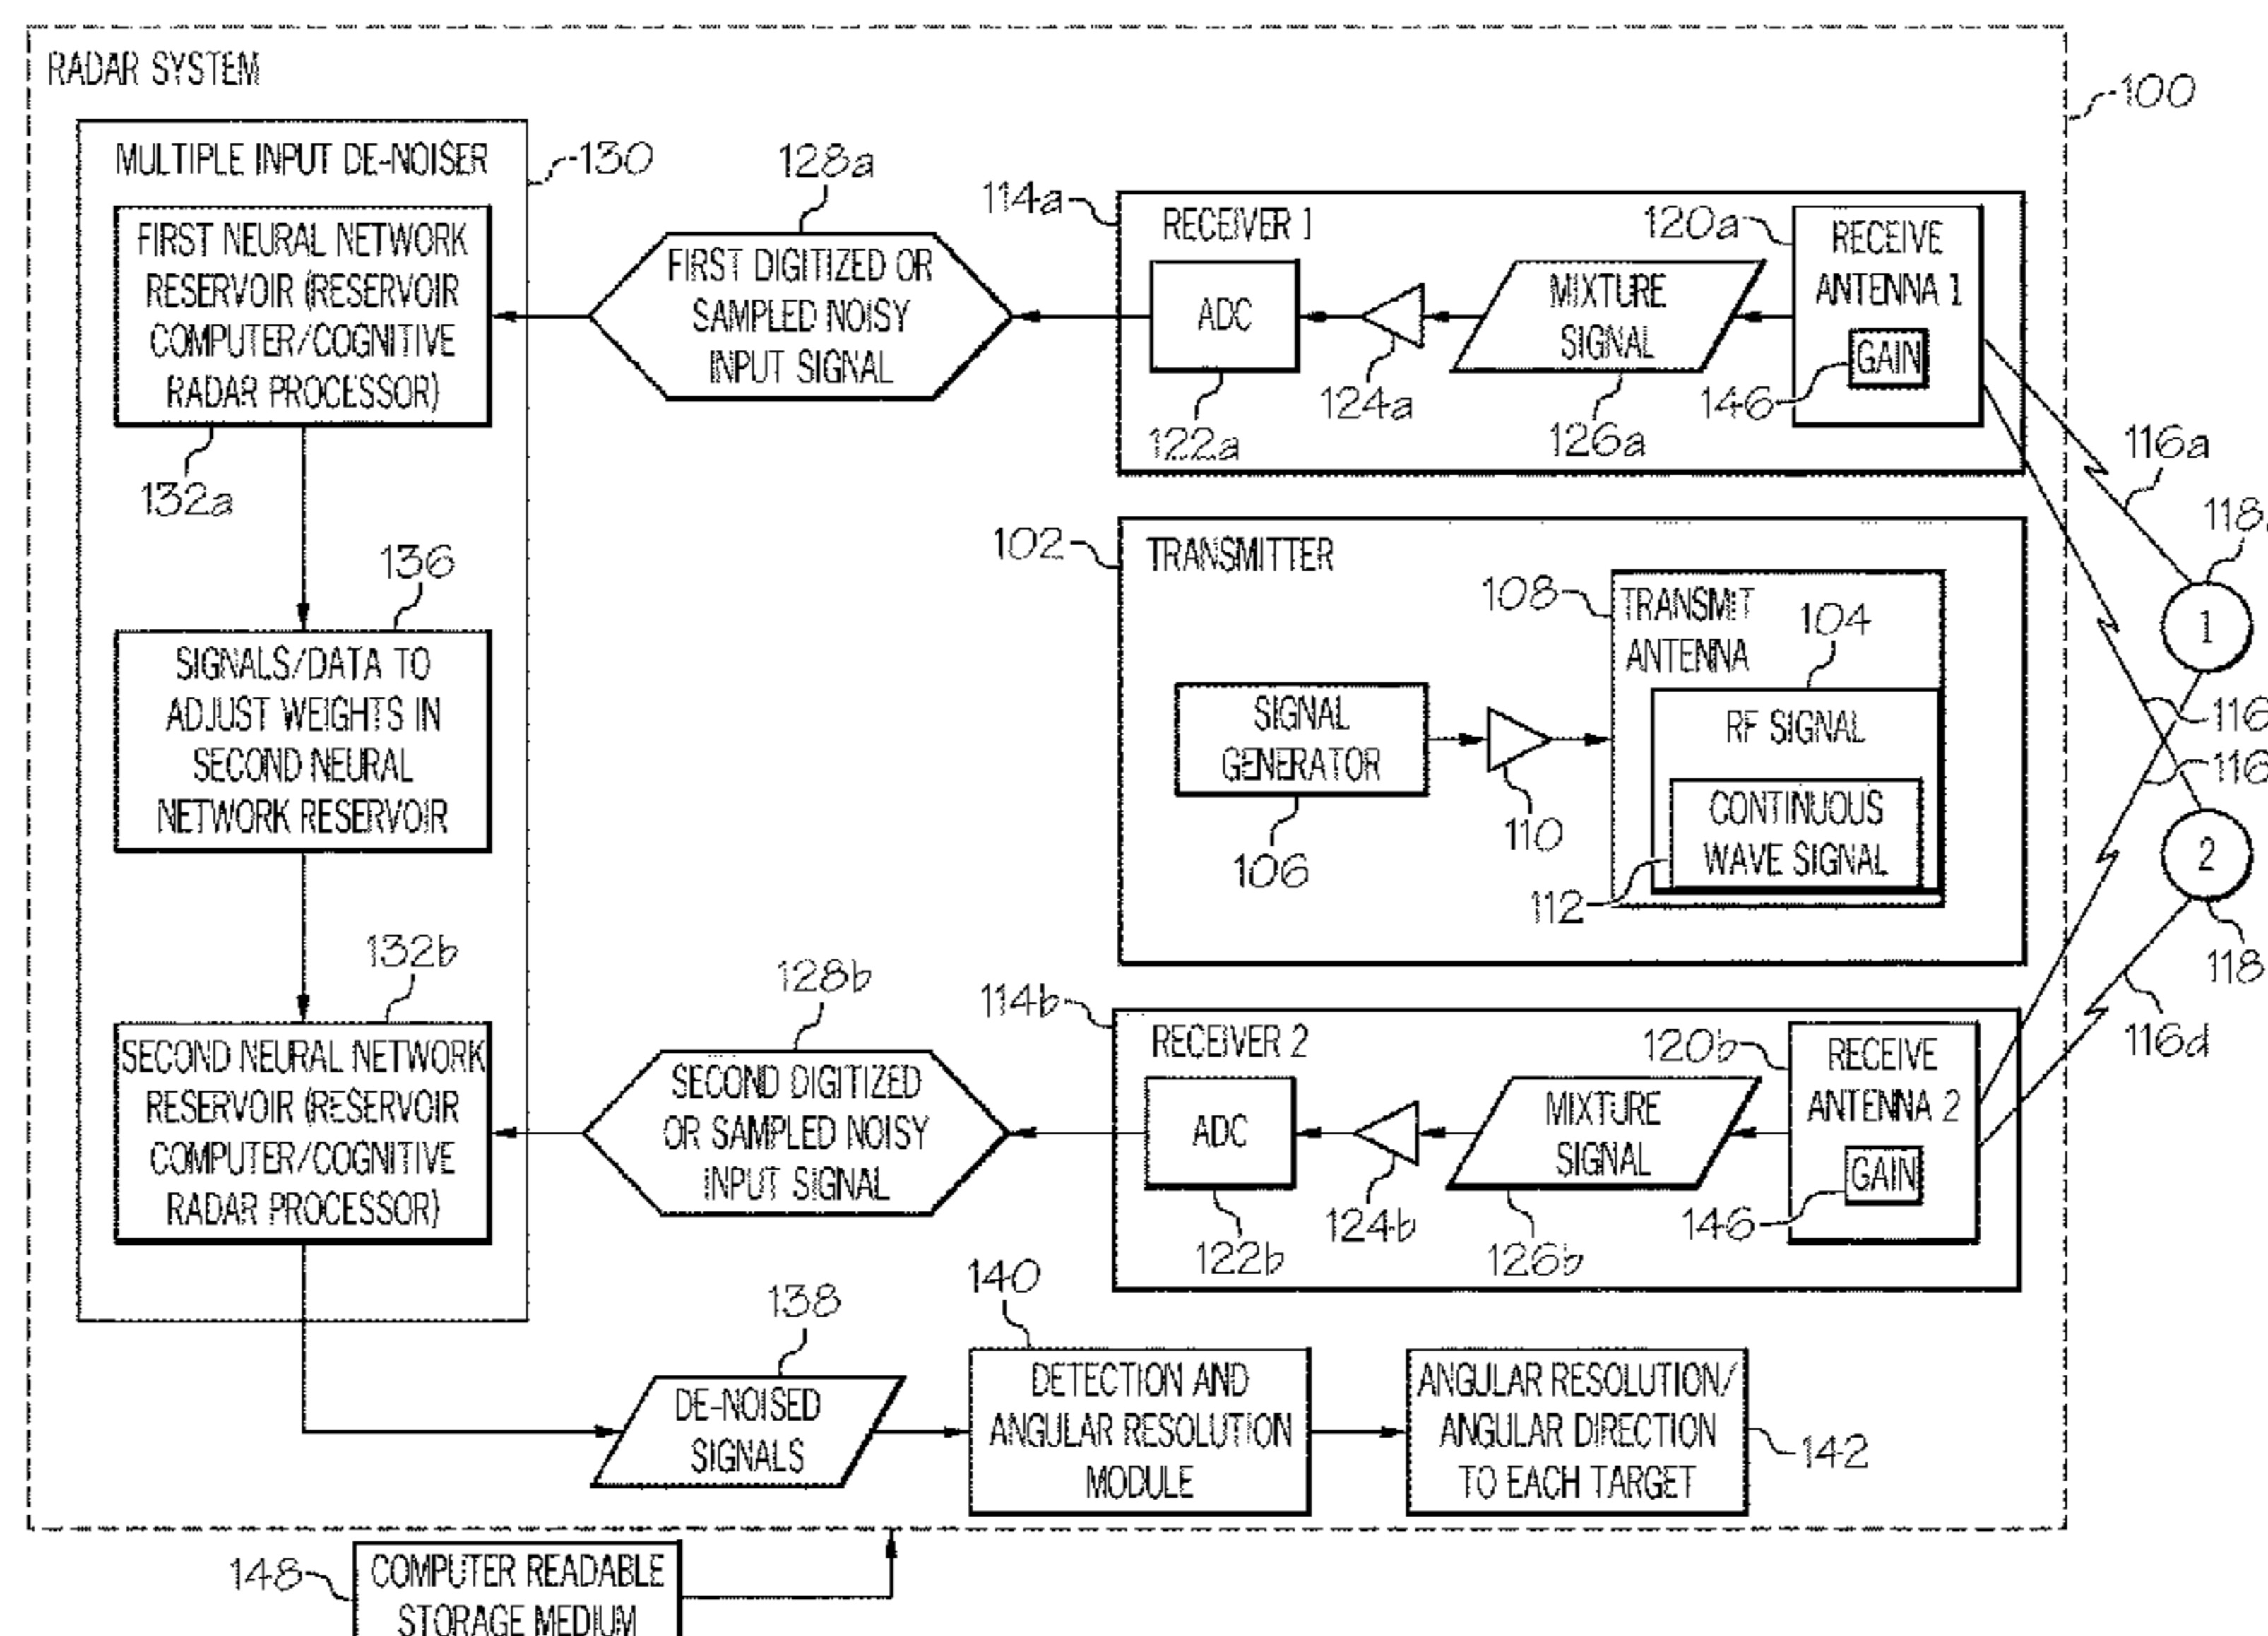 RADAR SYSTEM
100
MULTIPLE INPUT DE-NOISER
130
FIRST NEURAL NETWORK
RESERVOIR (RESERVOIR
COMPUTER/COGNITIVE
RADAR PROCESSOR)
132a
136
SIGNALS/DATA TO
ADJUST WEIGHTS IN
SECOND NEURAL
NETWORK RESERVOIR
132b
SECOND NEURAL NETWORK
RESERVOIR (RESERVOIR
COMPUTER/COGNITIVE
RADAR PROCESSOR)
128a
FIRST DIGITIZED OR
SAMPLED NOISY
INPUT SIGNAL
114a
RECEIVER 1
ADC
122a
124a
MIXTURE
SIGNAL
126a
120a
RECEIVE
ANTENNA 1
GAIN
146
116a
118
1
116
116
2
118
116d
102
TRANSMITTER
SIGNAL
GENERATOR
106
110
108
TRANSMIT
ANTENNA
104
RF SIGNAL
CONTINUOUS
WAVE SIGNAL
112
128b
SECOND DIGITIZED
OR SAMPLED NOISY
INPUT SIGNAL
114b
RECEIVER 2
ADC
122b
124b
MIXTURE
SIGNAL
126b
120b
RECEIVE
ANTENNA 2
GAIN
146
138
DE-NOISED
SIGNALS
140
DETECTION AND
ANGULAR RESOLUTION
MODULE
ANGULAR RESOLUTION/
ANGULAR DIRECTION
TO EACH TARGET
142
148
COMPUTER READABLE
STORAGE MEDIUM